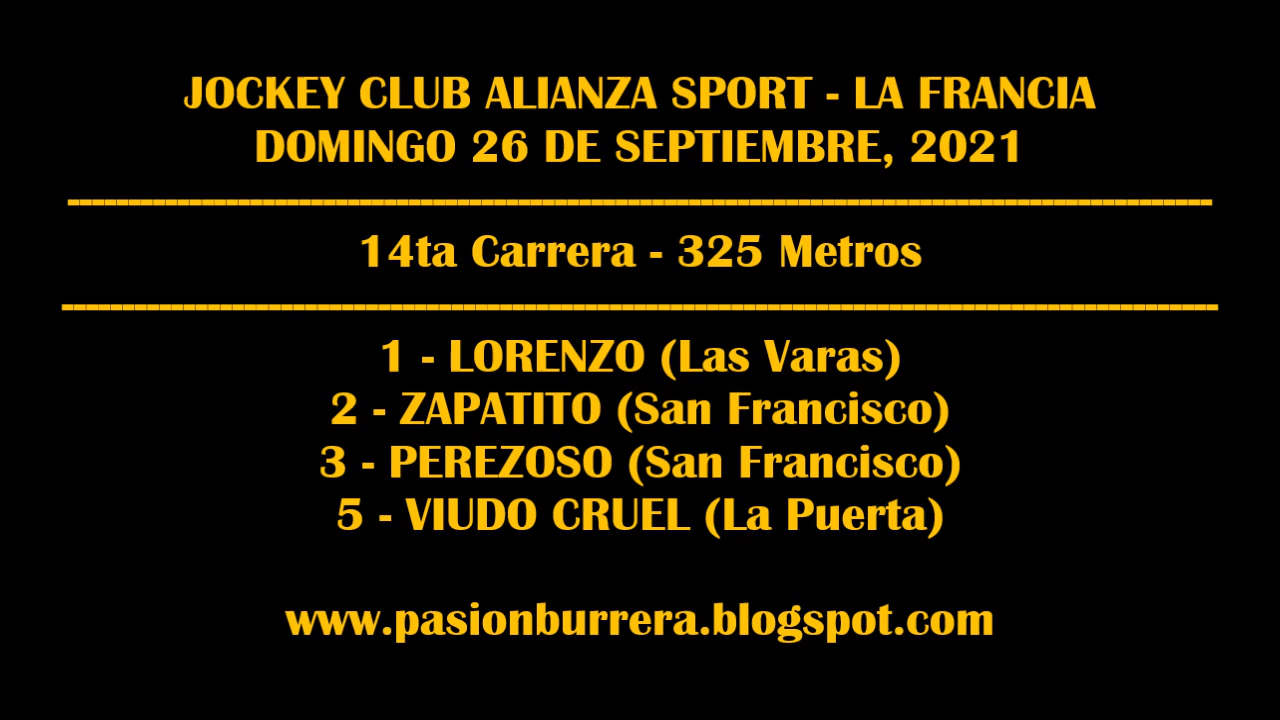 JOCKEY CLUB ALIANZA SPORT - LA FRANCIA
DOMINGO 26 DE SEPTIEMBRE, 2021
14ta Carrera - 325 Metros
1 - LORENZO (Las Varas)
2 - ZAPATITO (San Francisco)
3 - PEREZOSO (San Francisco)
5 - VIUDO CRUEL (La Puerta)
www.pasionburrera.blogspot.com